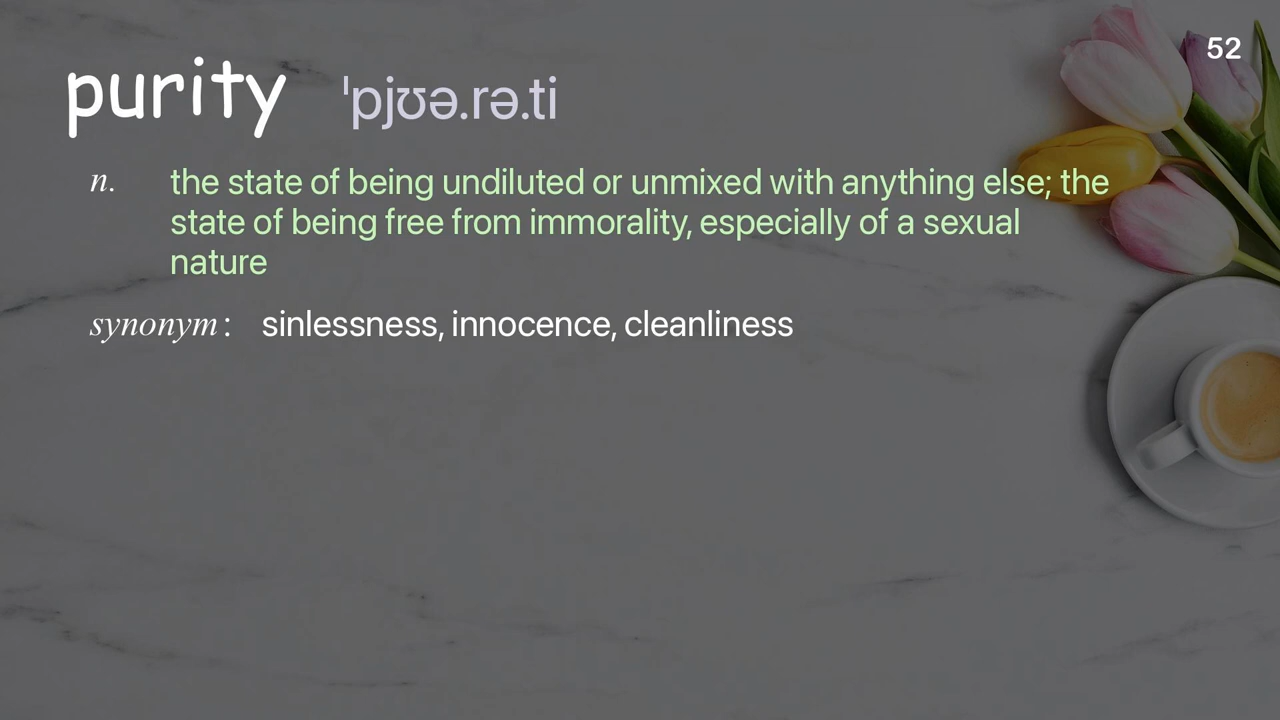 52
purity ˈpjʊə.rə.ti
n. the state of being undiluted or unmixed with anything else; the
state of being free from immorality, especially of a sexual
nature
synonym: sinlessness, innocence, cleanliness